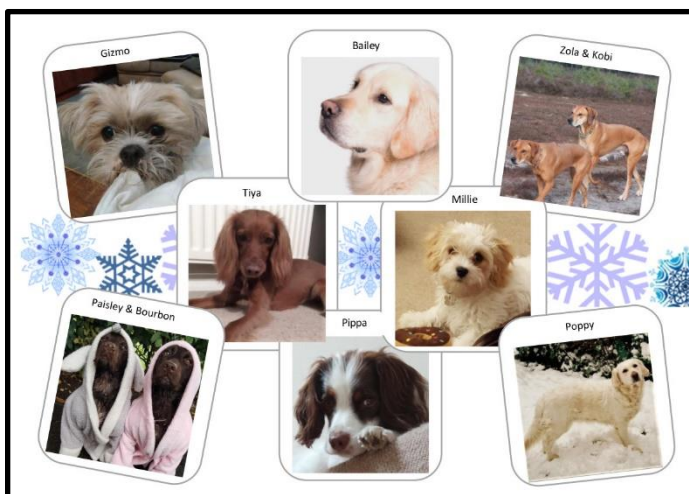 Gizmo
Bailey
Zola & Kobi
Tiya
Millie
Paisley & Bourbon
Pippa
Poppy